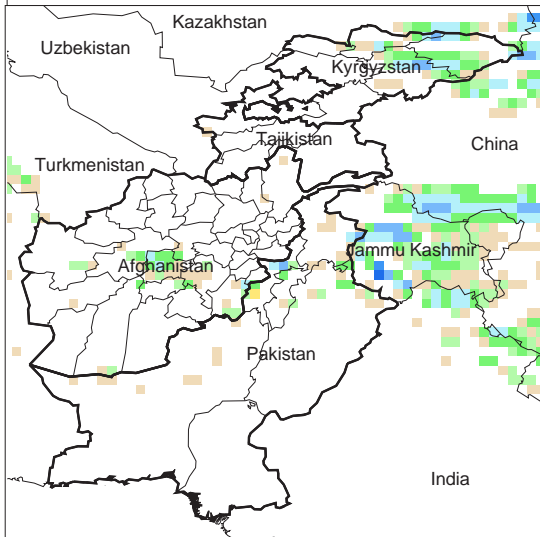 Kazakhstan
Uzbekistan
Kyrgyzstan
Tajikistan
China
Turkmenistan
Jammu Kashmir
Afghanistan
Pakistan
India